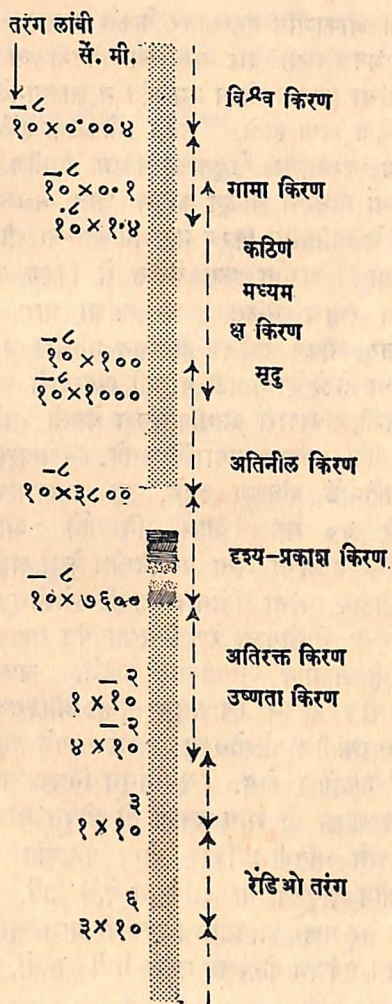 तरंग लांबी
सें. मी.
विश्व किरण
१०⁻⁸ × ०·००४
१०⁻⁸ × ०·१
गामा किरण
१०⁻⁸ × १·४
कठिण
मध्यम
क्ष किरण
१०⁻⁸ × १००
मृदु
१०⁻⁸ × १०००
अतिनील किरण
१०⁻⁸ × ३८००
दृश्य-प्रकाश किरण
१०⁻⁸ × ७६००
अतिरक्त किरण
१ × १०⁻²
उष्णता किरण
४ × १०⁻²
१ × १०³
रेडिओ तरंग
३ × १०⁶